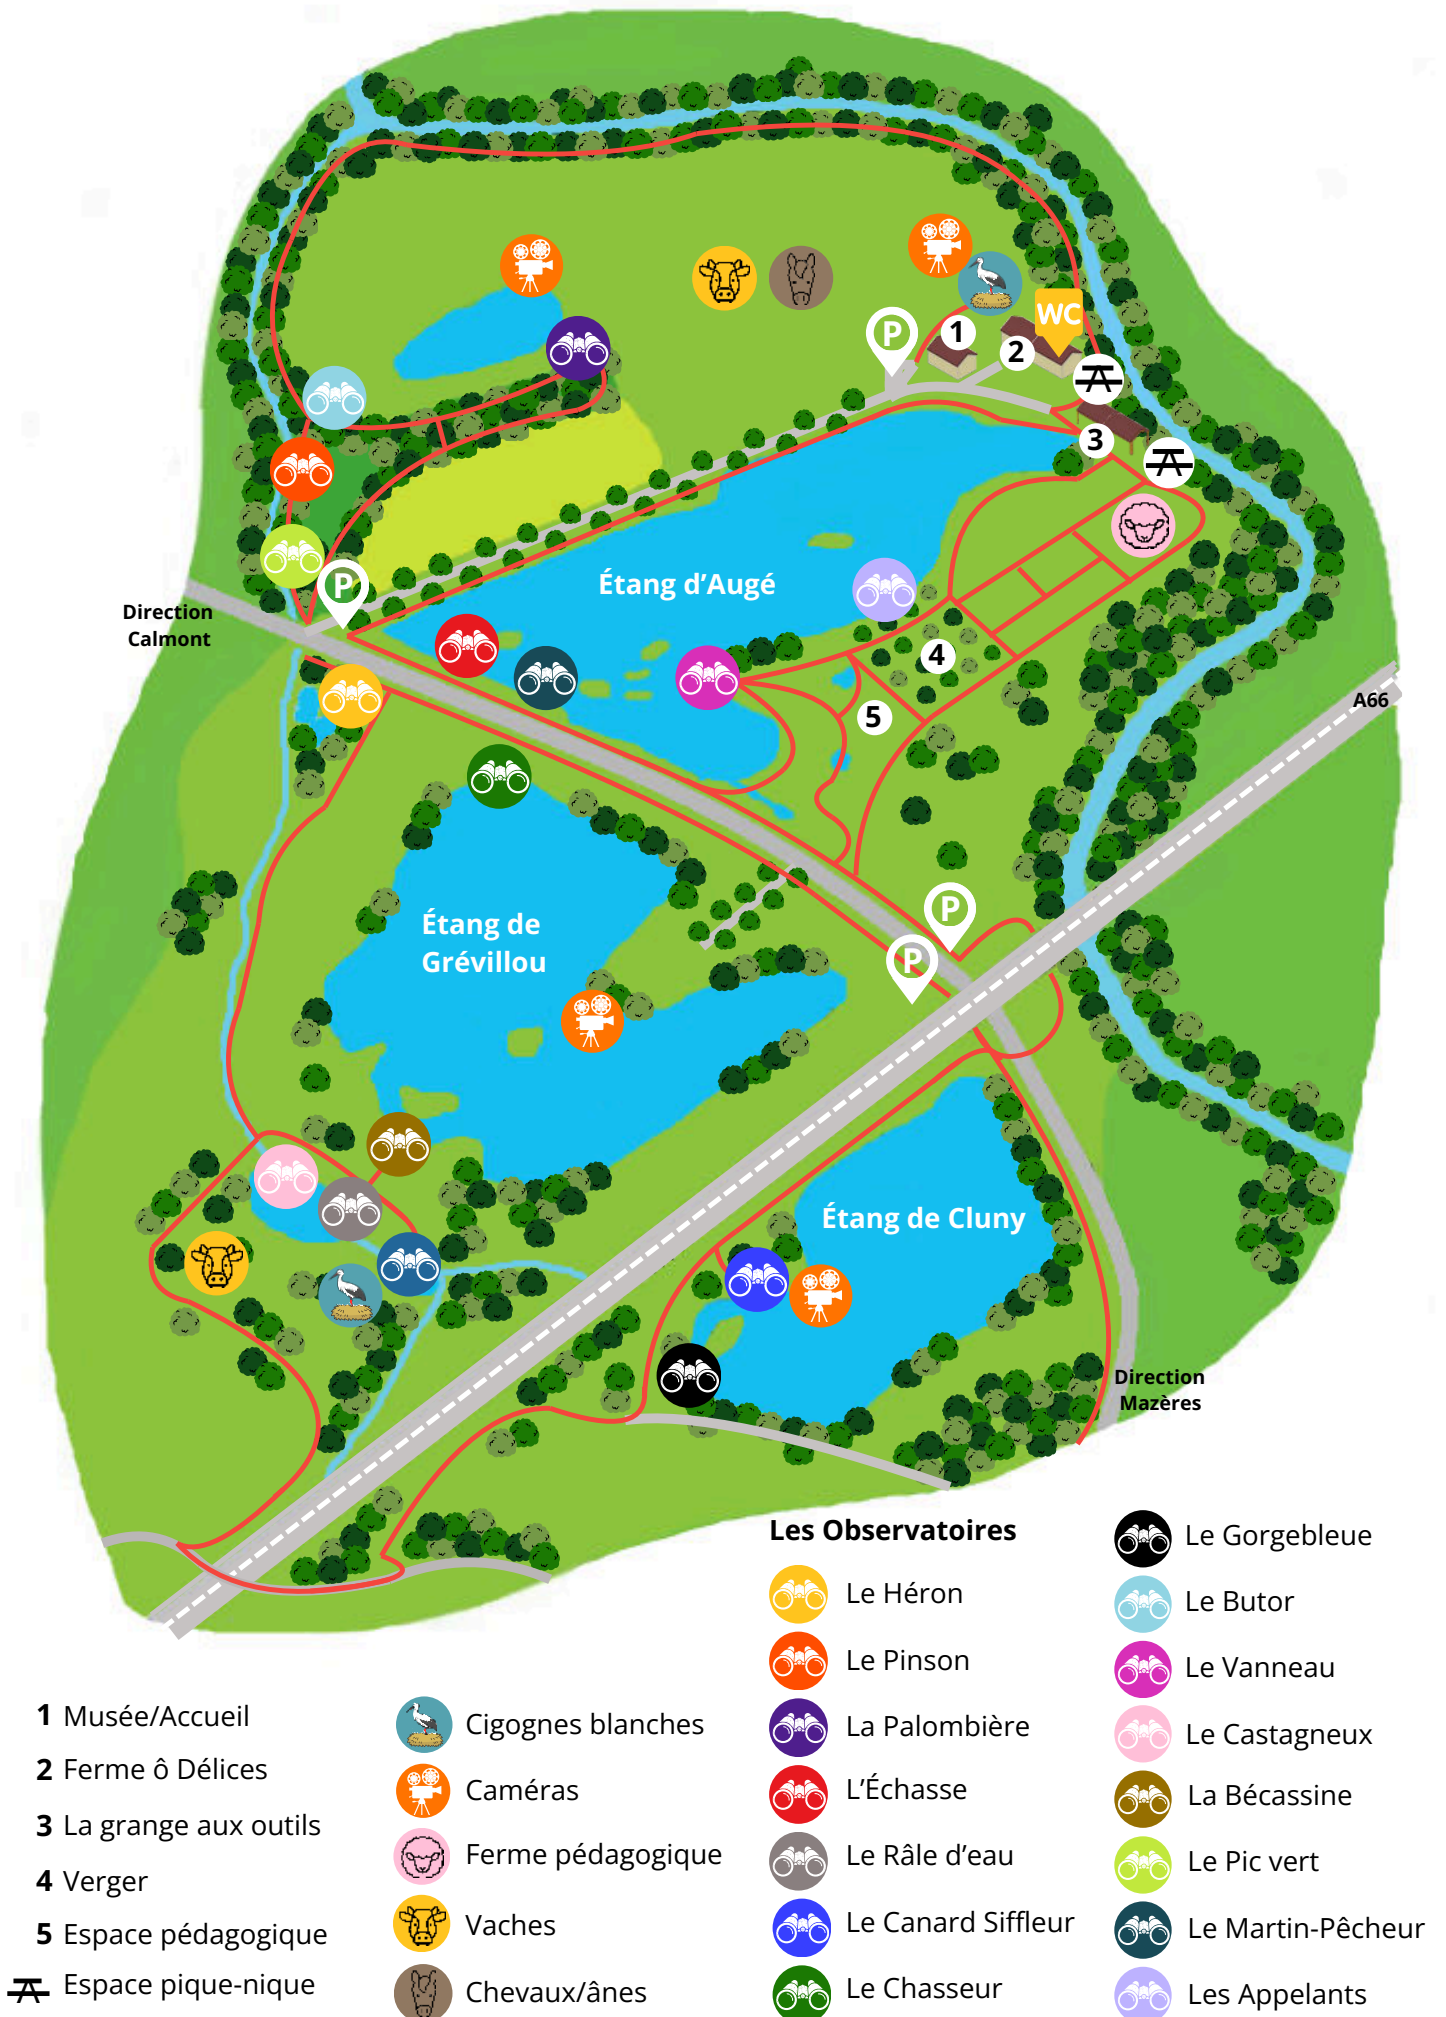 WC
P
1
2
3
P
Étang d’Augé
Direction
Calmont
4
5
A66
P
P
Étang de
Grévillou
Étang de Cluny
Direction
Mazères
1 Musée/Accueil
2 Ferme ô Délices
3 La grange aux outils
4 Verger
5 Espace pédagogique
Espace pique-nique
Cigognes blanches
Caméras
Ferme pédagogique
Vaches
Chevaux/ânes
Les Observatoires
Le Héron
Le Pinson
La Palombière
L’Échasse
Le Râle d’eau
Le Canard Siffleur
Le Chasseur
Le Gorgebleue
Le Butor
Le Vanneau
Le Castagneux
La Bécassine
Le Pic vert
Le Martin-Pêcheur
Les Appelants